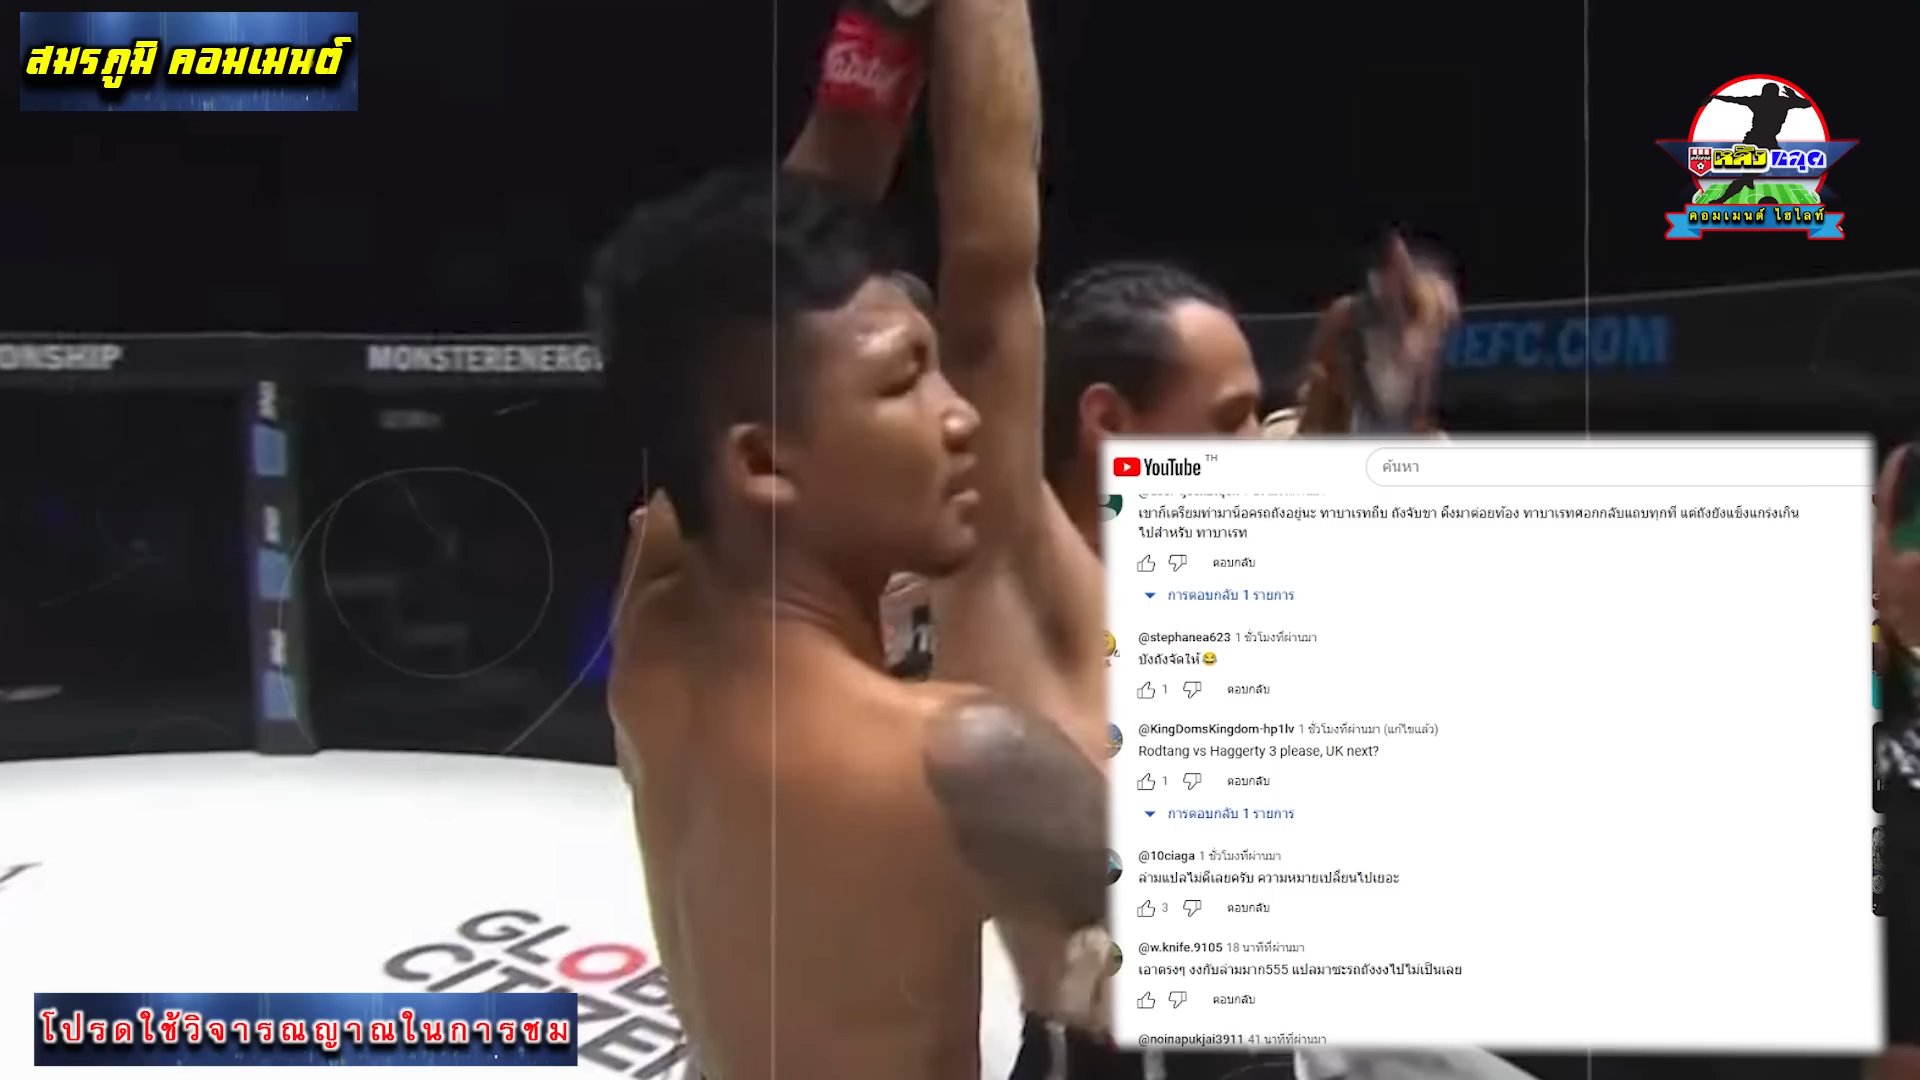 สมรภูมิ คอมเมนต์
หลังหลุด
คอมเมนต์ ไฮไลท์
Fairtex
ONSHIP
MONSTERENERGY
NEFC.COM
YouTube TH
ค้นหา
เขาก็เตรียมท่ามาน็อครถถังอยู่นะ ทาบาเรทถีบ ถังจับขา ดึงมาต่อยท้อง ทาบาเรทศอกกลับแถบทุกที แต่ถังยังแข็งแกร่งเกิน
ไปสำหรับ ทาบาเรท
ตอบกลับ
การตอบกลับ 1 รายการ
@stephanea623 1 ชั่วโมงที่ผ่านมา
บังถังจัดให้😂
1 ตอบกลับ
@KingDomsKingdom-hp1lv 1 ชั่วโมงที่ผ่านมา (แก้ไขแล้ว)
Rodtang vs Haggerty 3 please, UK next?
1 ตอบกลับ
การตอบกลับ 1 รายการ
@10ciaga 1 ชั่วโมงที่ผ่านมา
ล่ามแปลไม่ดีเลยครับ ความหมายเปลี่ยนไปเยอะ
3 ตอบกลับ
@w.knife.9105 18 นาทีที่ผ่านมา
เอาตรงๆ งงกับล่ามมาก555 แปลมาซะรถถังงงไปไม่เป็นเลย
ตอบกลับ
@noinapukjai3911 41 นาทีที่ผ่านมา
GLOB
CITIZEN
โปรดใช้วิจารณญาณในการชม